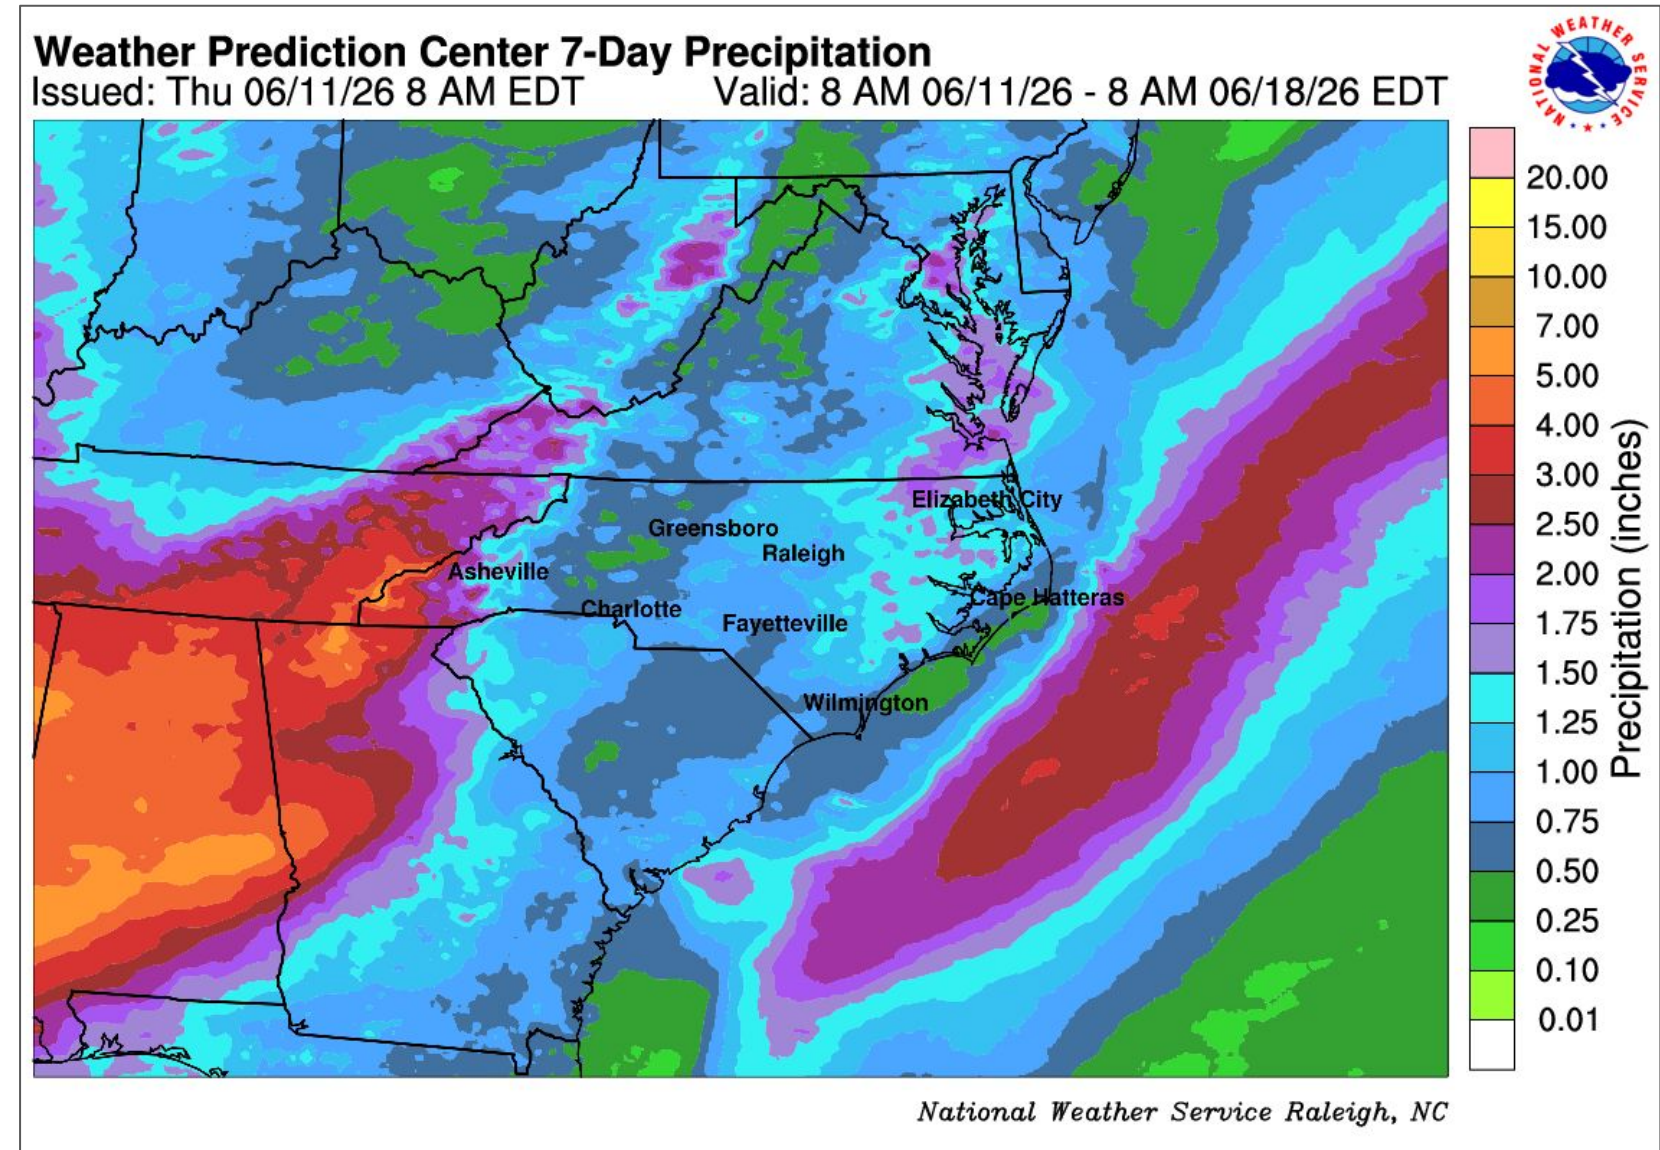 Weather Prediction Center 7-Day Precipitation
Issued: Thu 06/11/26 8 AM EDT Valid: 8 AM 06/11/26 - 8 AM 06/18/26 EDT
NATIONAL WEATHER SERVICE
20.00
15.00
10.00
7.00
5.00
4.00
3.00
2.50
2.00
1.75
1.50
1.25
1.00
0.75
0.50
0.25
0.10
0.01
Precipitation (inches)
Elizabeth City
Greensboro
Raleigh
Asheville
Cape Hatteras
Charlotte
Fayetteville
Wilmington
National Weather Service Raleigh, NC